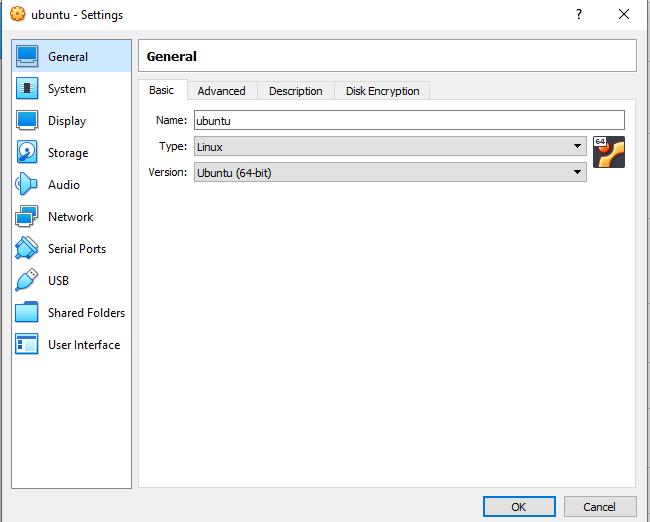 ubuntu - Settings
?
General
System
Display
Storage
Audio
Network
Serial Ports
USB
Shared Folders
User Interface
General
Basic Advanced Description Disk Encryption
Name: ubuntu
Type: Linux
64
Version: Ubuntu (64-bit)
OK Cancel